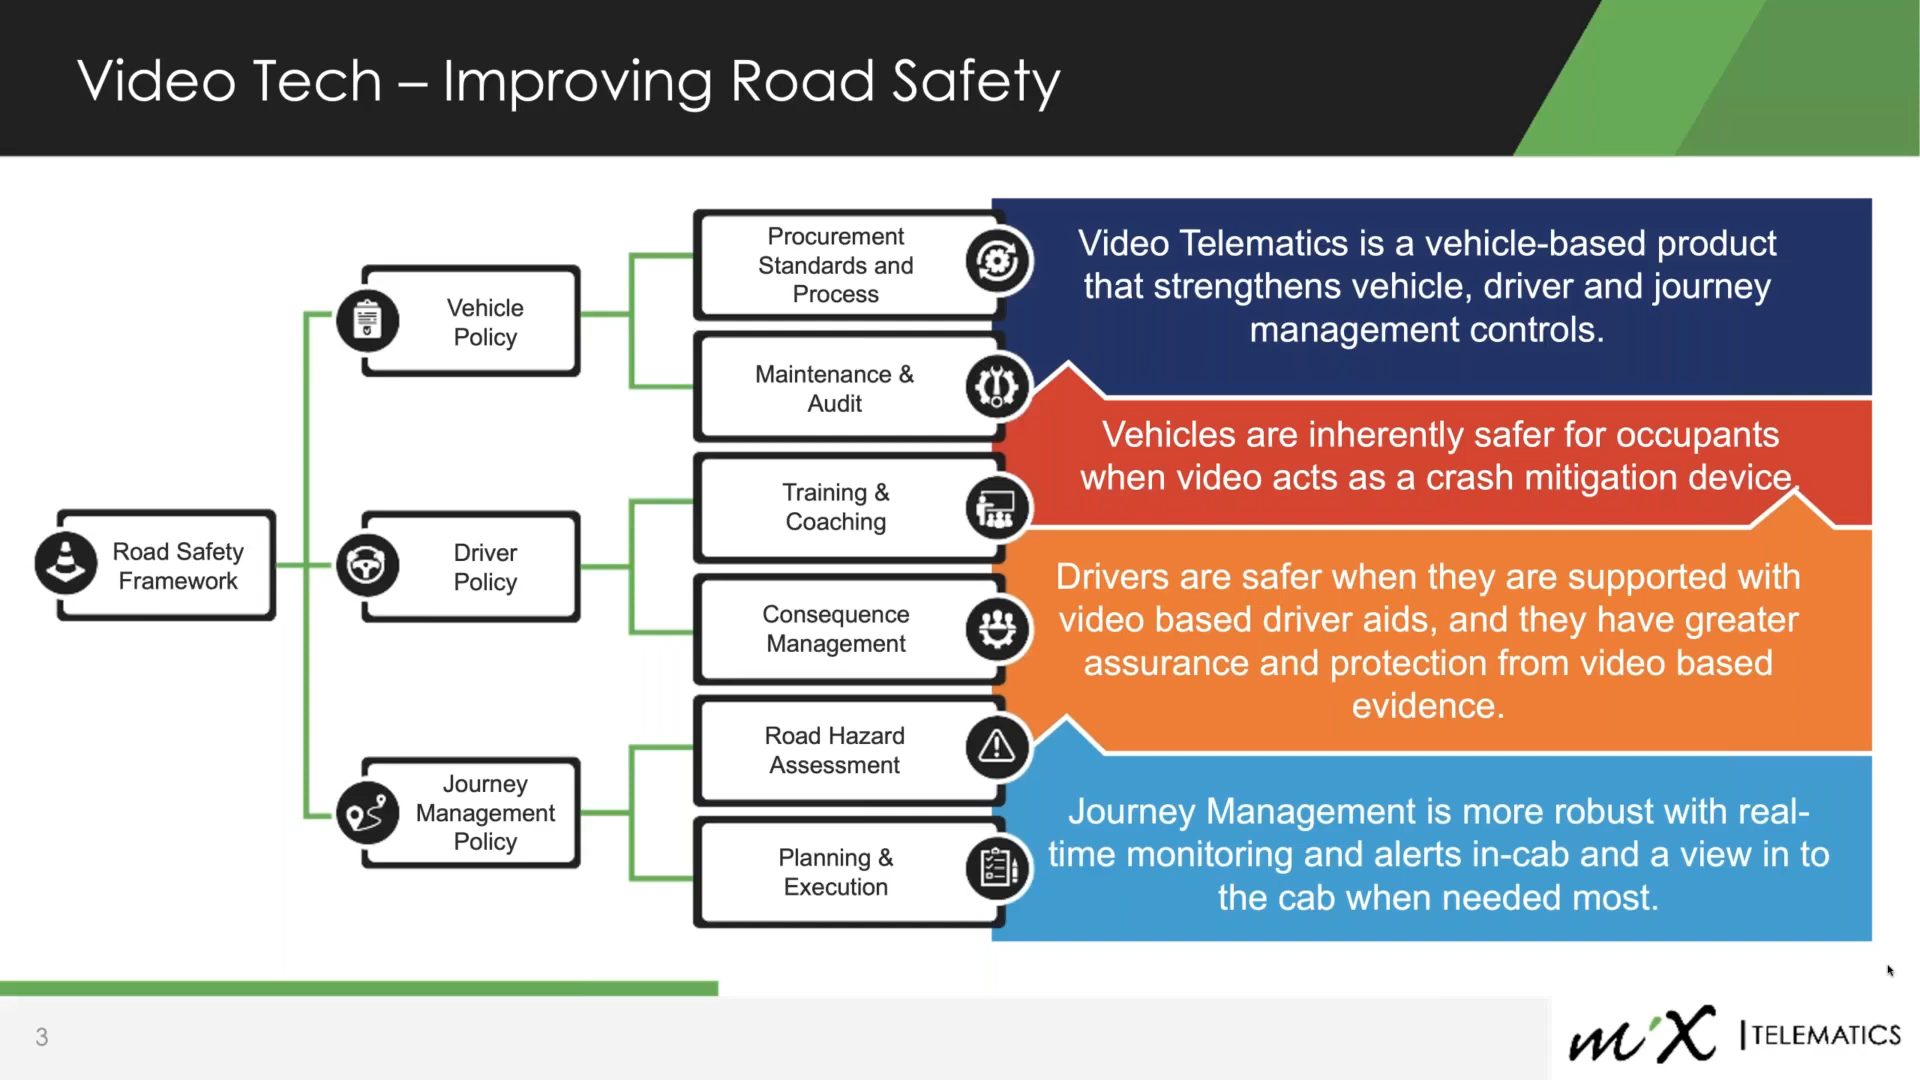 Video Tech – Improving Road Safety
Road Safety
Framework
Vehicle
Policy
Driver
Policy
Journey
Management
Policy
Procurement
Standards and
Process
Maintenance &
Audit
Training &
Coaching
Consequence
Management
Road Hazard
Assessment
Planning &
Execution
Video Telematics is a vehicle-based product
that strengthens vehicle, driver and journey
management controls.
Vehicles are inherently safer for occupants
when video acts as a crash mitigation device.
Drivers are safer when they are supported with
video based driver aids, and they have greater
assurance and protection from video based
evidence.
Journey Management is more robust with real-
time monitoring and alerts in-cab and a view in to
the cab when needed most.
3
m'X | TELEMATICS